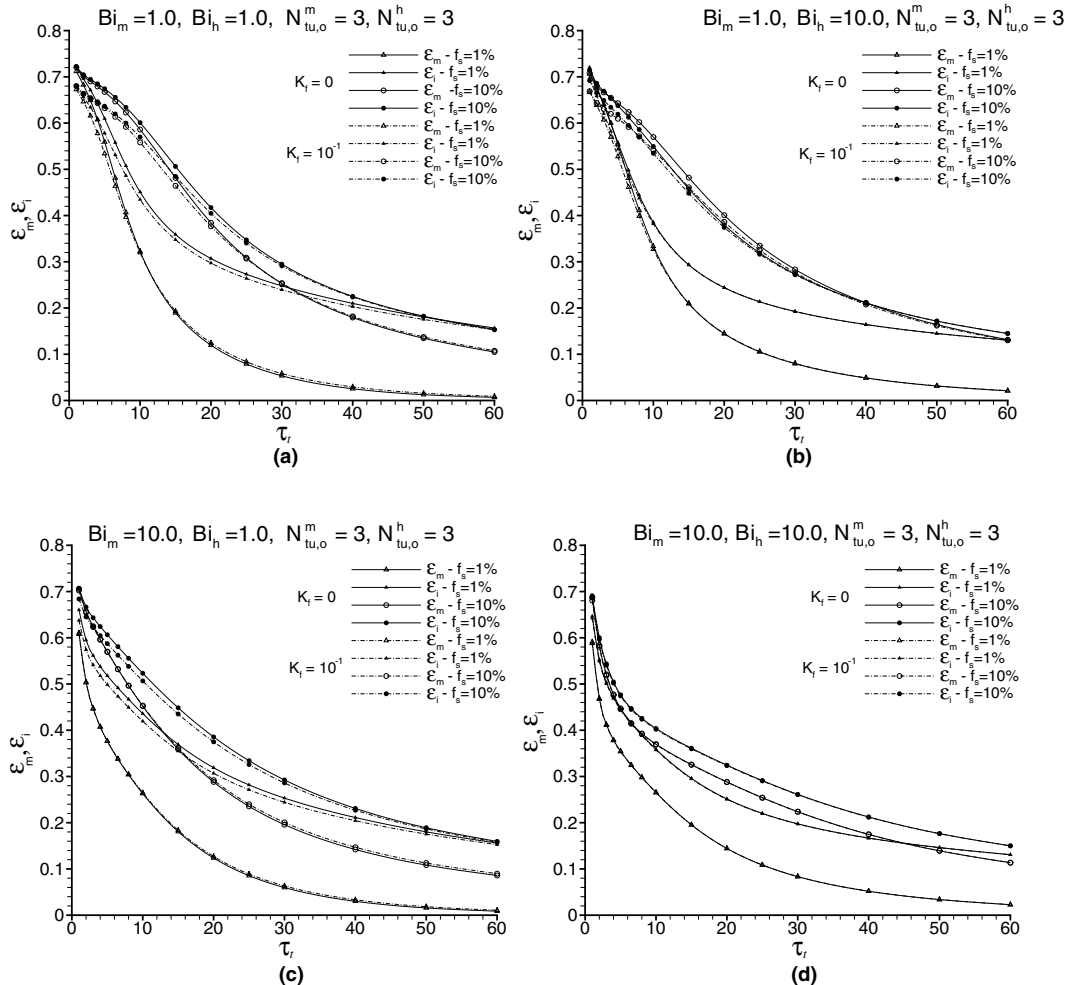 Bi_m=1.0, Bi_h=1.0, N^m_tu,o = 3, N^h_tu,o = 3
ε_m - f_s=1%
ε_i - f_s=1%
K_f = 0
ε_m - f_s=10%
ε_i - f_s=10%
ε_m - f_s=1%
ε_i - f_s=1%
K_f = 10^-1
ε_m - f_s=10%
ε_i - f_s=10%
0.8
0.7
0.6
0.5
0.4
0.3
0.2
0.1
0
ε_m, ε_i
0 10 20 30 40 50 60
τ_t
(a)
Bi_m=1.0, Bi_h=10.0, N^m_tu,o = 3, N^h_tu,o = 3
ε_m - f_s=1%
ε_i - f_s=1%
K_f = 0
ε_m - f_s=10%
ε_i - f_s=10%
ε_m - f_s=1%
ε_i - f_s=1%
K_f = 10^-1
ε_m - f_s=10%
ε_i - f_s=10%
0.8
0.7
0.6
0.5
0.4
0.3
0.2
0.1
0
ε_m, ε_i
0 10 20 30 40 50 60
τ_t
(b)
Bi_m=10.0, Bi_h=1.0, N^m_tu,o = 3, N^h_tu,o = 3
ε_m - f_s=1%
ε_i - f_s=1%
K_f = 0
ε_m - f_s=10%
ε_i - f_s=10%
ε_m - f_s=1%
ε_i - f_s=1%
K_f = 10^-1
ε_m - f_s=10%
ε_i - f_s=10%
0.8
0.7
0.6
0.5
0.4
0.3
0.2
0.1
0
ε_m, ε_i
0 10 20 30 40 50 60
τ_t
(c)
Bi_m=10.0, Bi_h=10.0, N^m_tu,o = 3, N^h_tu,o = 3
ε_m - f_s=1%
ε_i - f_s=1%
K_f = 0
ε_m - f_s=10%
ε_i - f_s=10%
ε_m - f_s=1%
ε_i - f_s=1%
K_f = 10^-1
ε_m - f_s=10%
ε_i - f_s=10%
0.8
0.7
0.6
0.5
0.4
0.3
0.2
0.1
0
ε_m, ε_i
0 10 20 30 40 50 60
τ_t
(d)